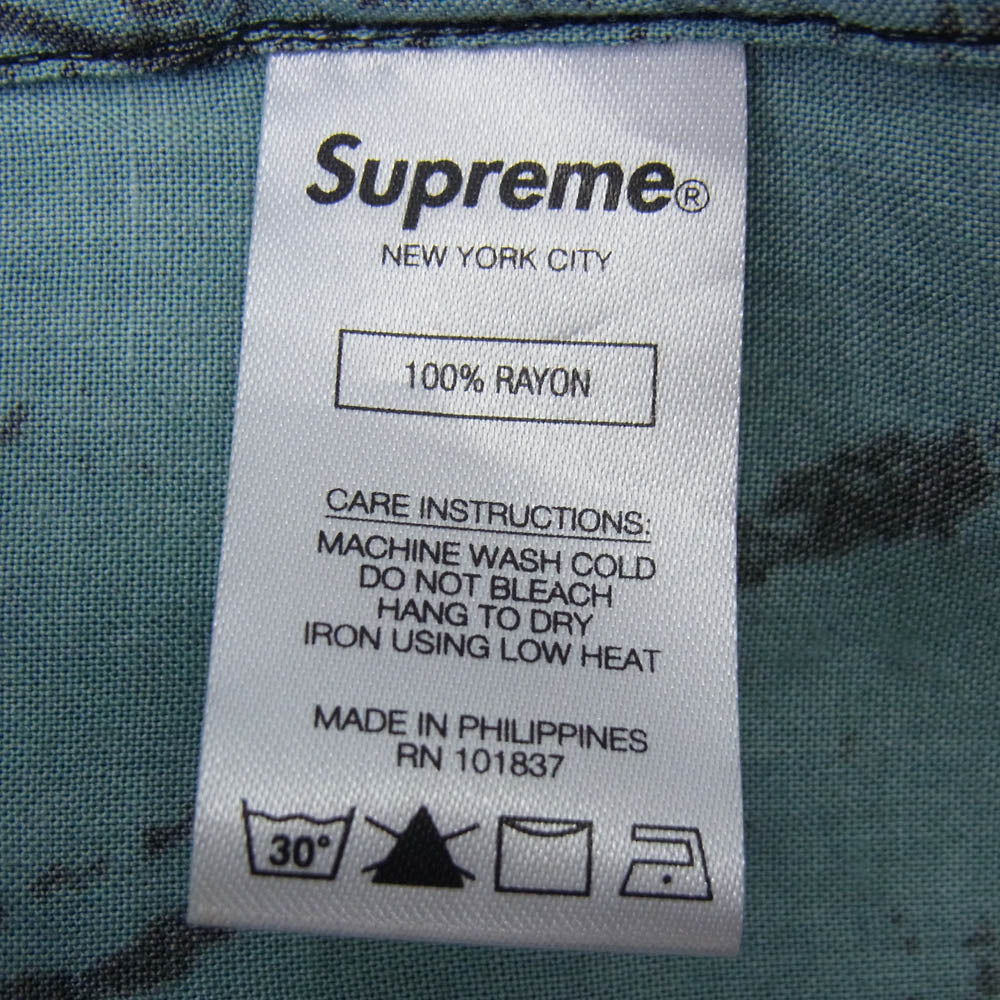 Supreme®
NEW YORK CITY
100% RAYON
CARE INSTRUCTIONS:
MACHINE WASH COLD
DO NOT BLEACH
HANG TO DRY
IRON USING LOW HEAT
MADE IN PHILIPPINES
RN 101837
30°